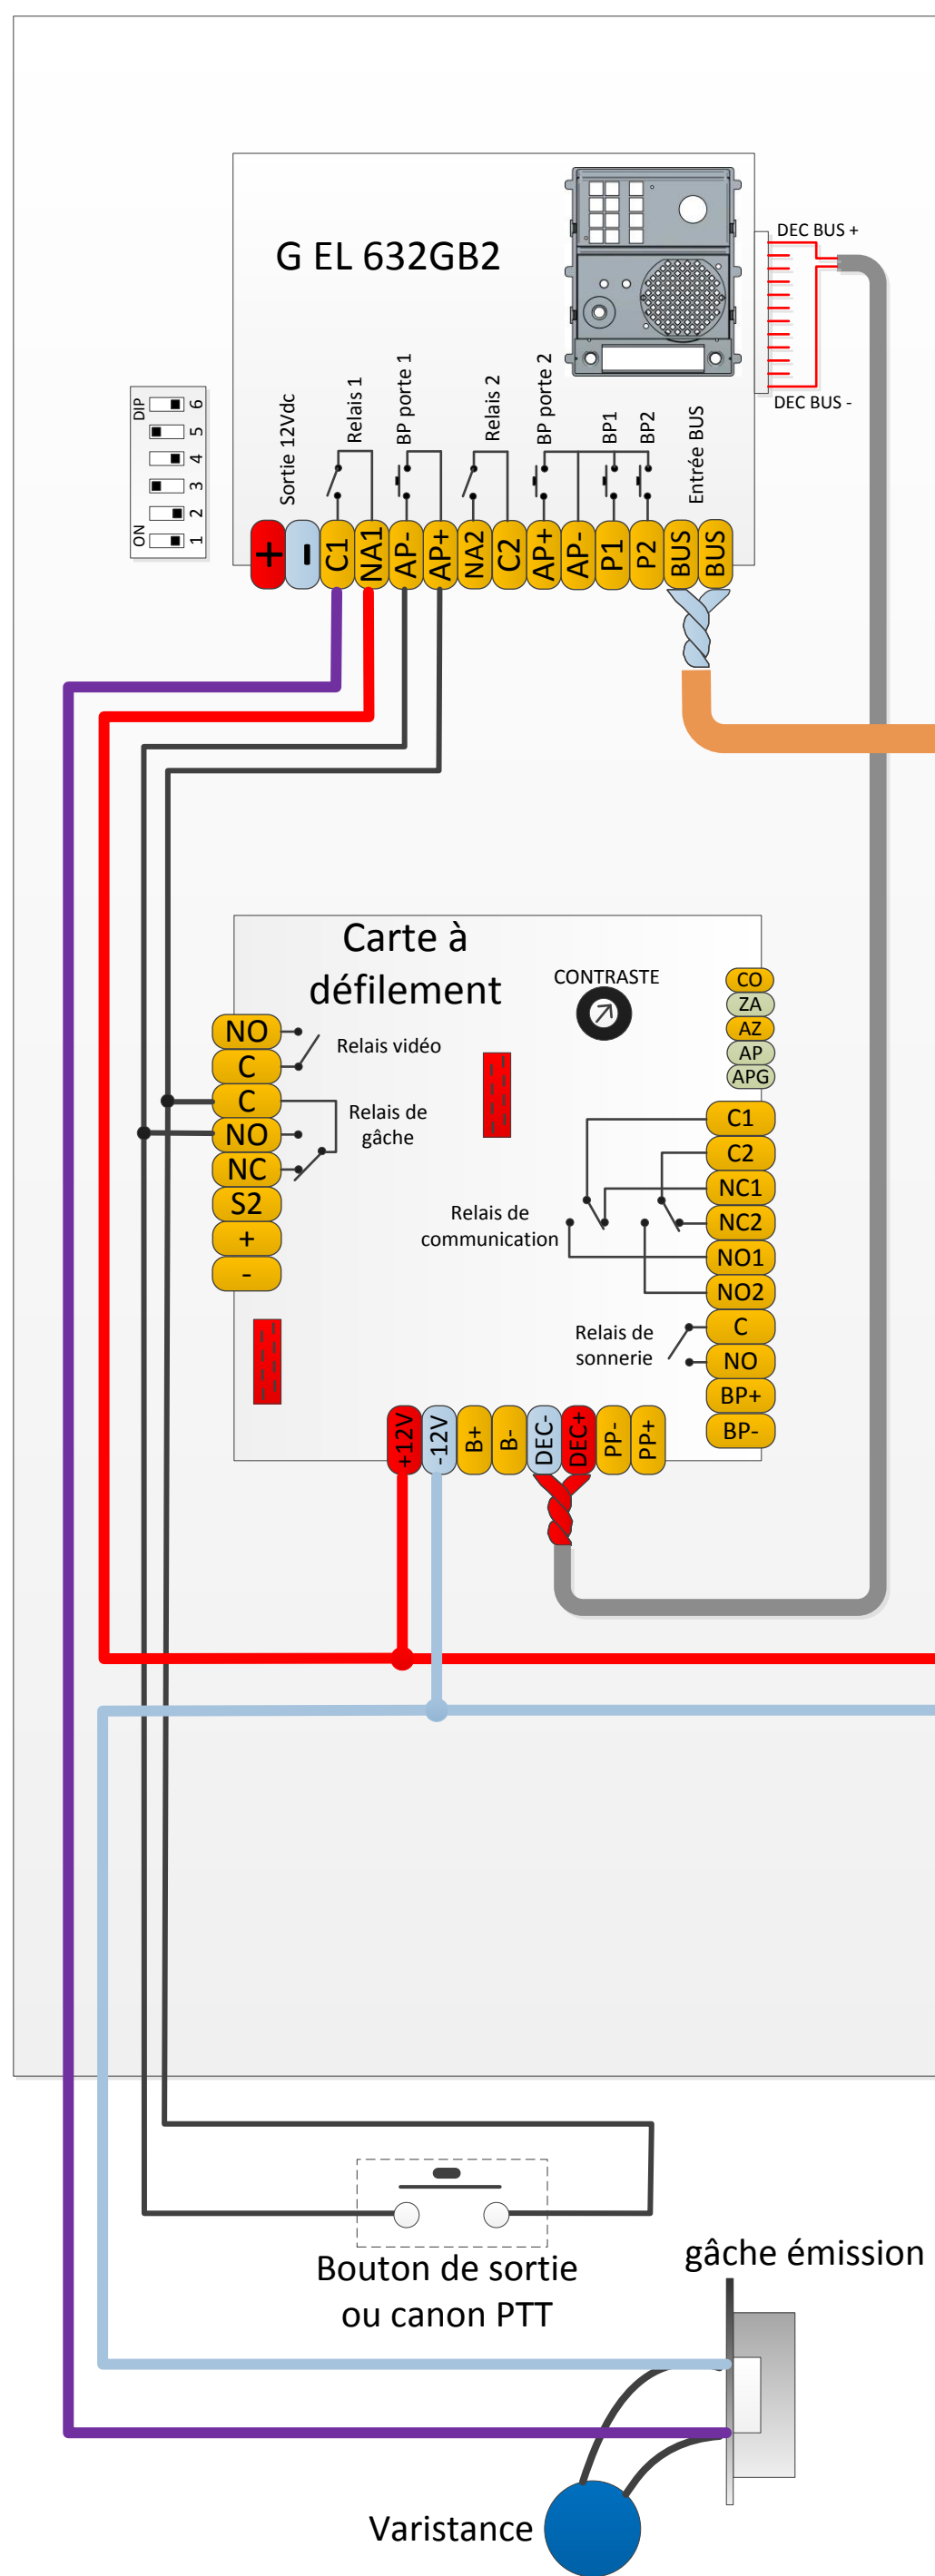 G EL 632GB2
DEC BUS +
DEC BUS -
DIP
ON
1
2
3
4
5
6
Sortie 12Vdc
Relais 1
BP porte 1
Relais 2
BP porte 2
BP1
BP2
Entrée BUS
+
-
C1
NA1
AP-
AP+
NA2
C2
AP+
AP-
P1
P2
BUS
BUS
Carte à
défilement
CONTRASTE
CO
ZA
AZ
AP
APG
NO
C
C
NO
NC
S2
+
-
Relais vidéo
Relais de
gâche
C1
C2
NC1
NC2
NO1
NO2
C
NO
BP+
BP-
Relais de
communication
Relais de
sonnerie
+12V
-12V
B+
B-
DEC-
DEC+
PP-
PP+
Bouton de sortie
ou canon PTT
gâche émission
Varistance